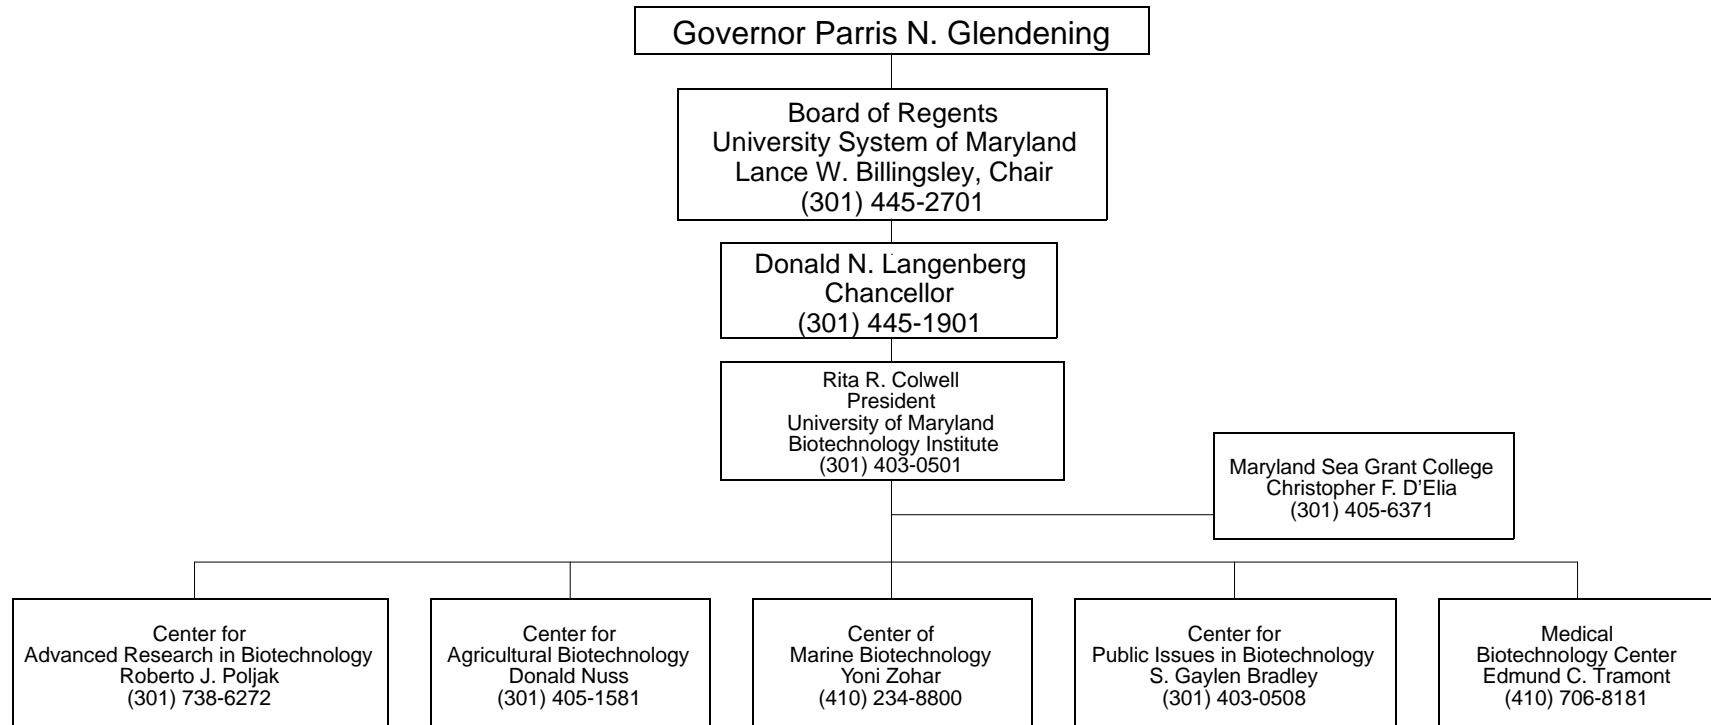 Governor Parris N. Glendening
Board of Regents
University System of Maryland
Lance W. Billingsley, Chair
(301) 445-2701
Donald N. Langenberg
Chancellor
(301) 445-1901
Rita R. Colwell
President
University of Maryland
Biotechnology Institute
(301) 403-0501
Maryland Sea Grant College
Christopher F. D'Elia
(301) 405-6371
Center for
Advanced Research in Biotechnology
Roberto J. Poljak
(301) 738-6272
Center for
Agricultural Biotechnology
Donald Nuss
(301) 405-1581
Center of
Marine Biotechnology
Yoni Zohar
(410) 234-8800
Center for
Public Issues in Biotechnology
S. Gaylen Bradley
(301) 403-0508
Medical
Biotechnology Center
Edmund C. Tramont
(410) 706-8181